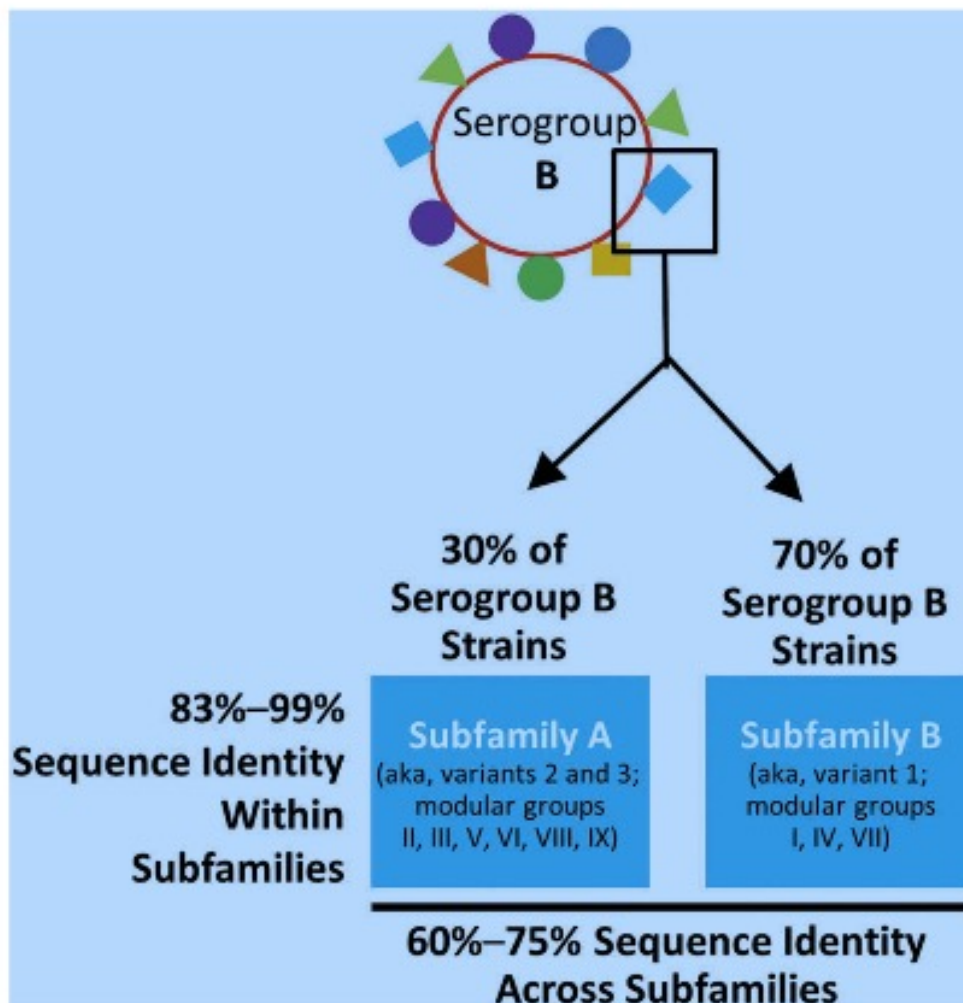 Serogroup
B
30% of
Serogroup B
Strains
70% of
Serogroup B
Strains
83%–99%
Sequence Identity
Within
Subfamilies
Subfamily A
(aka, variants 2 and 3;
modular groups
II, III, V, VI, VIII, IX)
Subfamily B
(aka, variant 1;
modular groups
I, IV, VII)
60%–75% Sequence Identity
Across Subfamilies